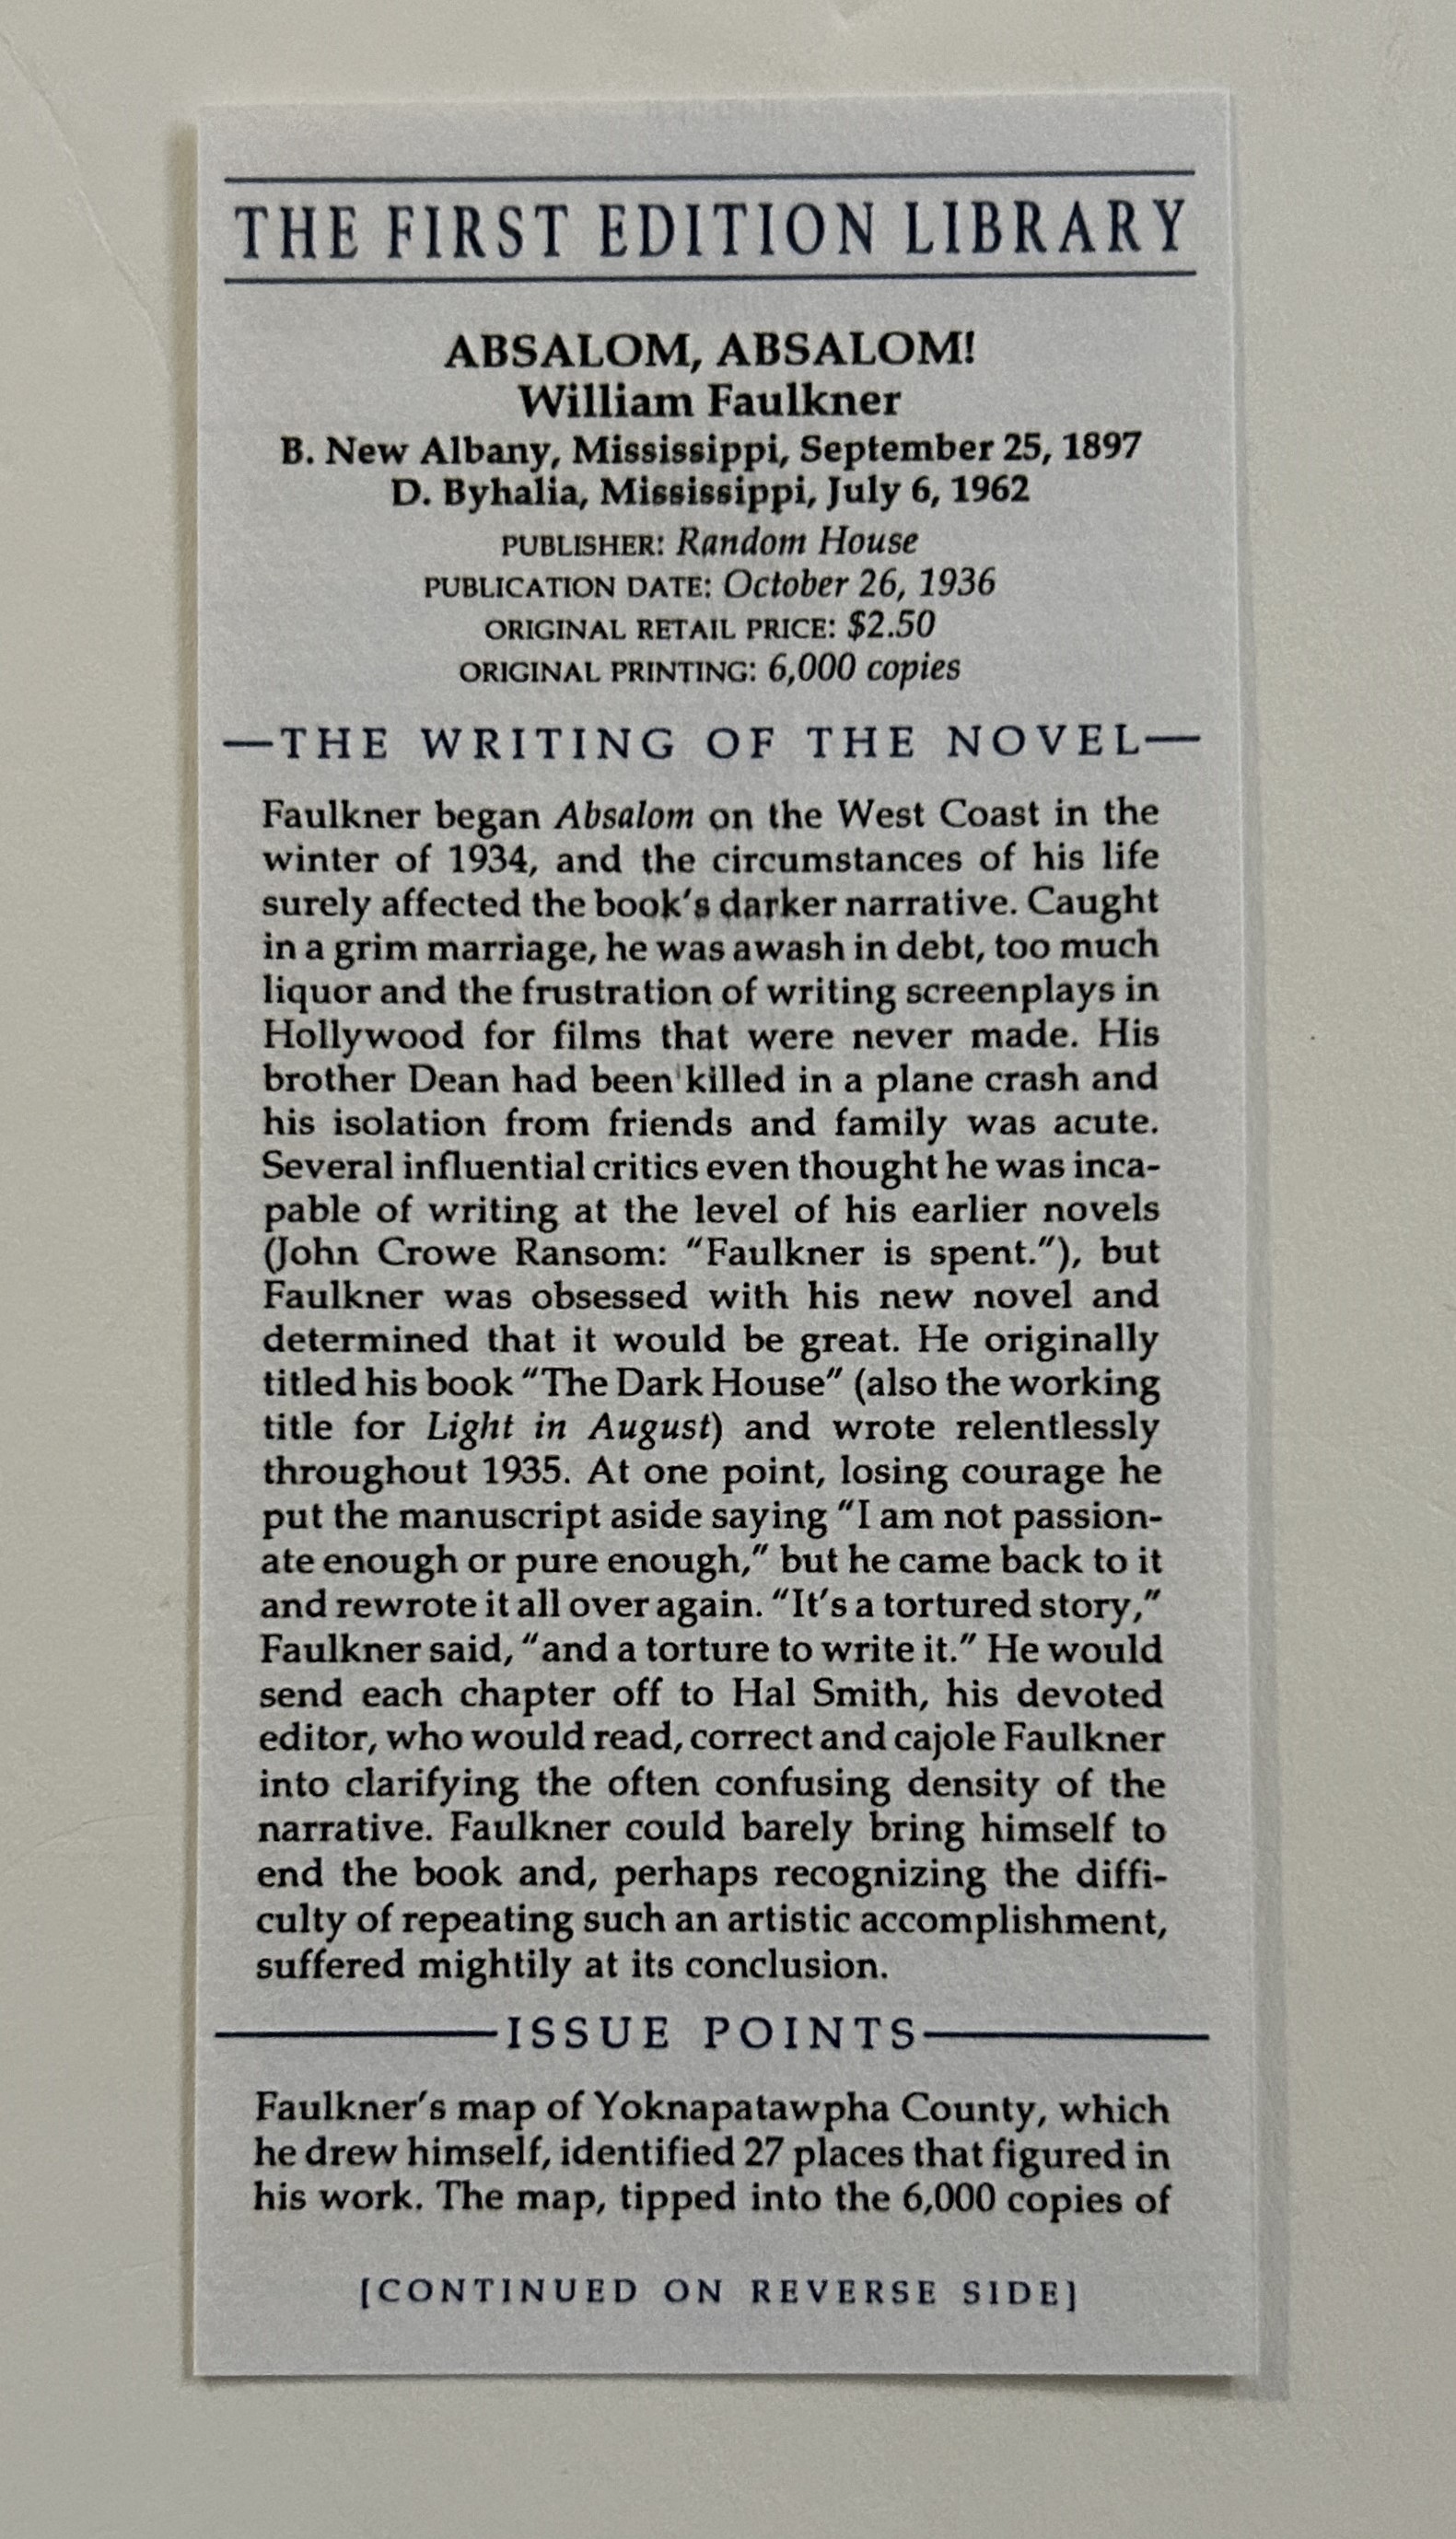 THE FIRST EDITION LIBRARY
ABSALOM, ABSALOM!
William Faulkner
B. New Albany, Mississippi, September 25, 1897
D. Byhalia, Mississippi, July 6, 1962
PUBLISHER: Random House
PUBLICATION DATE: October 26, 1936
ORIGINAL RETAIL PRICE: $2.50
ORIGINAL PRINTING: 6,000 copies
—THE WRITING OF THE NOVEL—
Faulkner began Absalom on the West Coast in the
winter of 1934, and the circumstances of his life
surely affected the book's darker narrative. Caught
in a grim marriage, he was awash in debt, too much
liquor and the frustration of writing screenplays in
Hollywood for films that were never made. His
brother Dean had been killed in a plane crash and
his isolation from friends and family was acute.
Several influential critics even thought he was inca-
pable of writing at the level of his earlier novels
(John Crowe Ransom: "Faulkner is spent."), but
Faulkner was obsessed with his new novel and
determined that it would be great. He originally
titled his book "The Dark House" (also the working
title for Light in August) and wrote relentlessly
throughout 1935. At one point, losing courage he
put the manuscript aside saying "I am not passion-
ate enough or pure enough," but he came back to it
and rewrote it all over again. "It's a tortured story,"
Faulkner said, "and a torture to write it." He would
send each chapter off to Hal Smith, his devoted
editor, who would read, correct and cajole Faulkner
into clarifying the often confusing density of the
narrative. Faulkner could barely bring himself to
end the book and, perhaps recognizing the diffi-
culty of repeating such an artistic accomplishment,
suffered mightily at its conclusion.
ISSUE POINTS
Faulkner's map of Yoknapatawpha County, which
he drew himself, identified 27 places that figured in
his work. The map, tipped into the 6,000 copies of
[CONTINUED ON REVERSE SIDE]